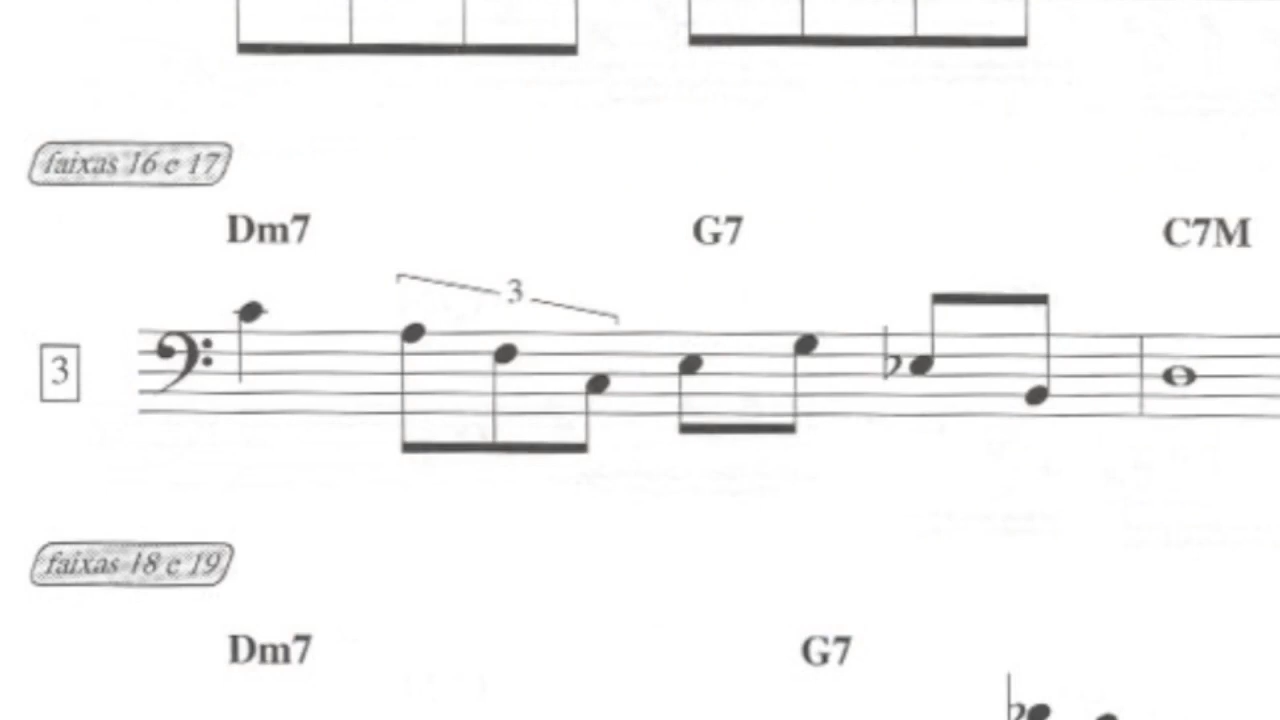 faixas 16 e 17
Dm7 G7 C7M
3
3
faixas 18 e 19
Dm7 G7